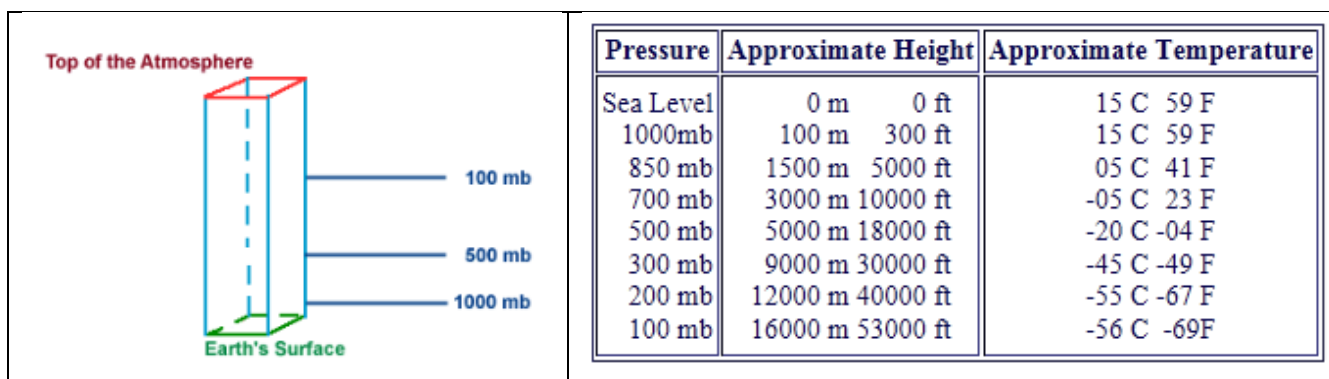 Top of the Atmosphere
100 mb
500 mb
1000 mb
Earth's Surface
Pressure Approximate Height Approximate Temperature
Sea Level 0 m 0 ft 15 C 59 F
1000mb 100 m 300 ft 15 C 59 F
850 mb 1500 m 5000 ft 05 C 41 F
700 mb 3000 m 10000 ft -05 C 23 F
500 mb 5000 m 18000 ft -20 C -04 F
300 mb 9000 m 30000 ft -45 C -49 F
200 mb 12000 m 40000 ft -55 C -67 F
100 mb 16000 m 53000 ft -56 C -69F